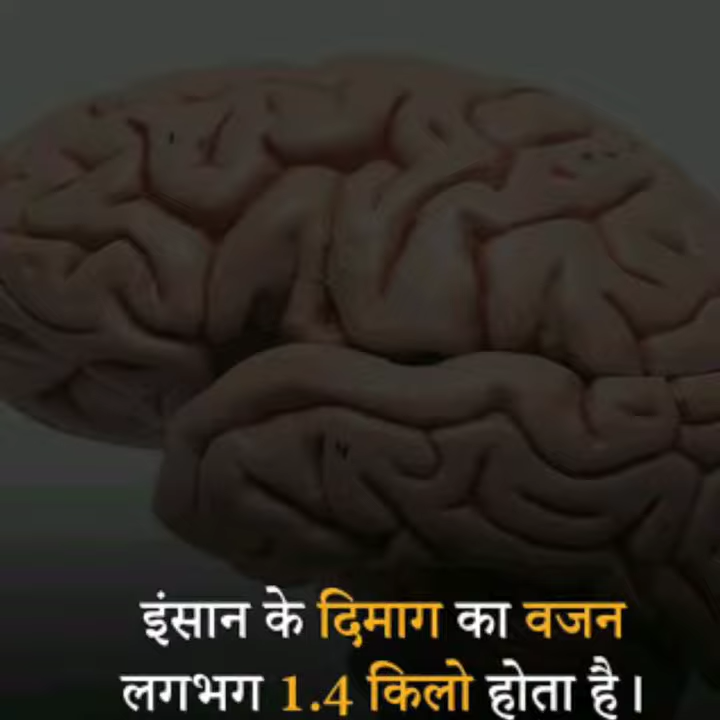 इंसान के दिमाग का वजन
लगभग 1.4 किलो होता है।